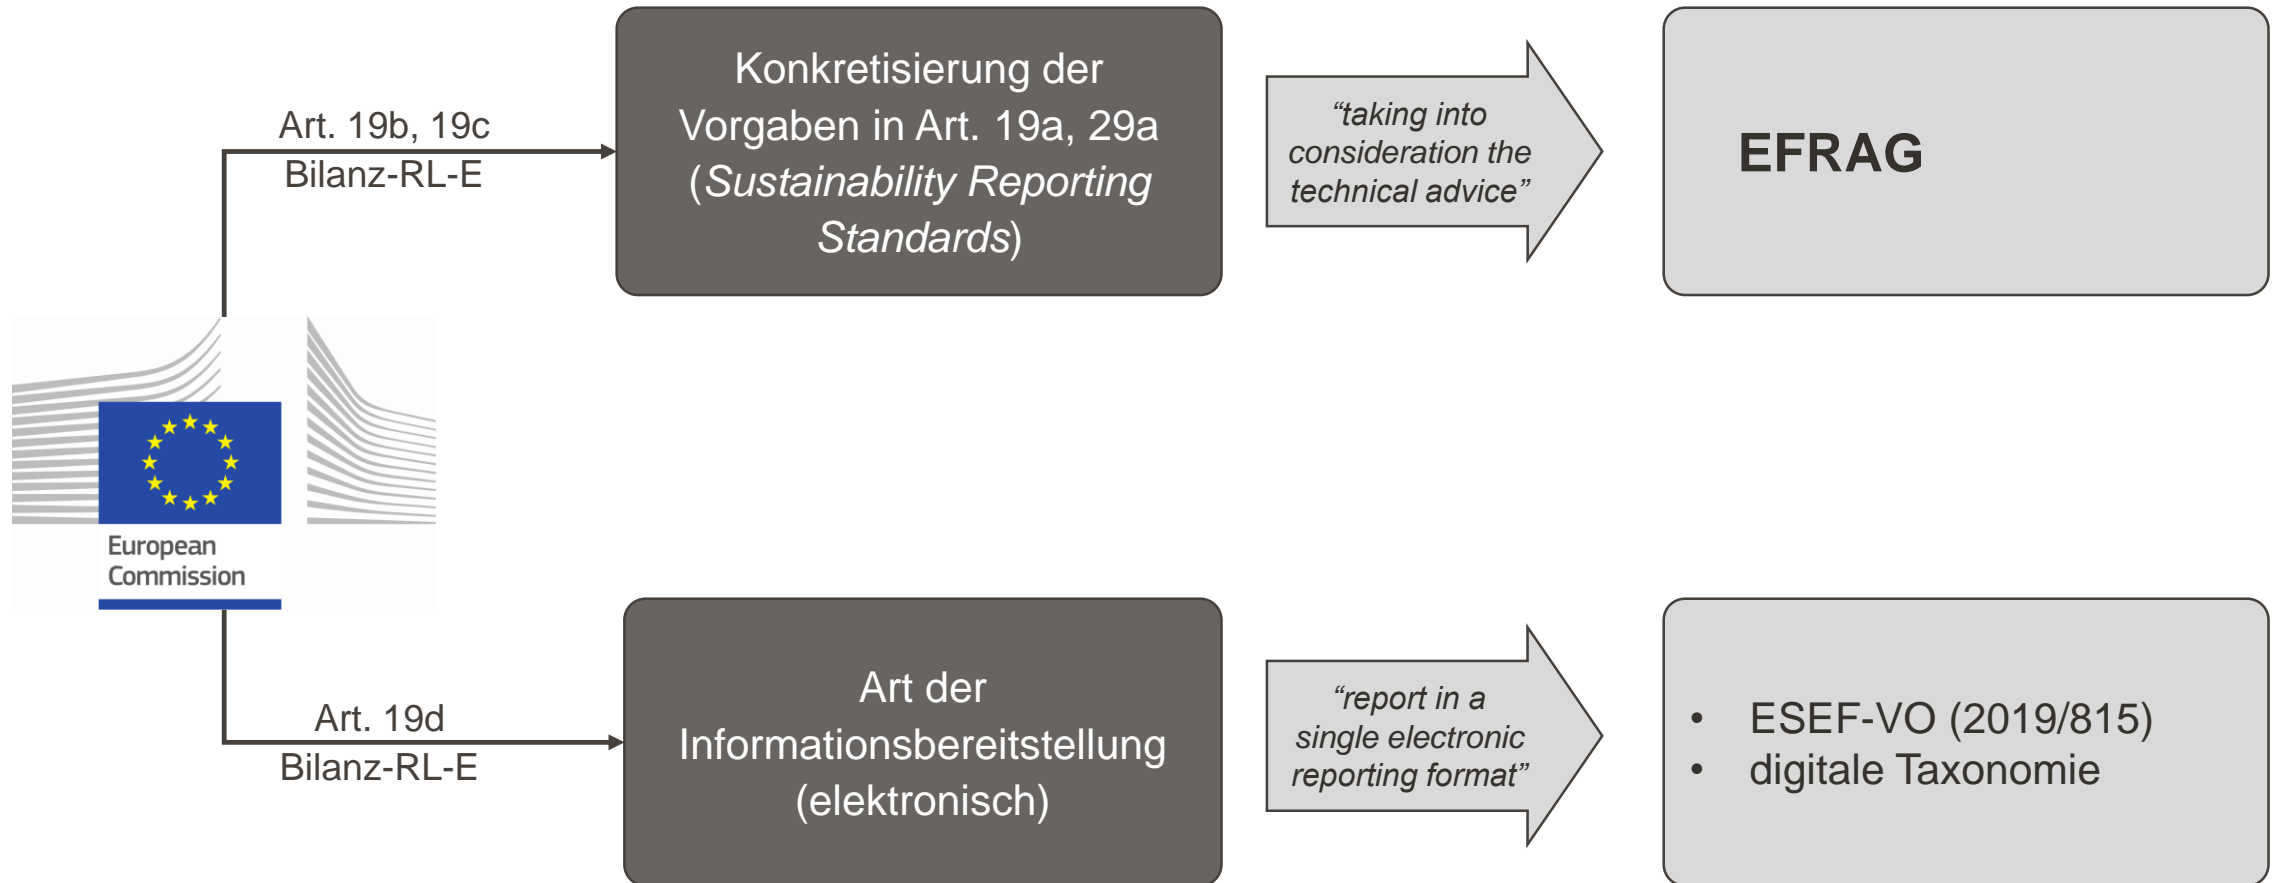 Art. 19b, 19c
Bilanz-RL-E
Konkretisierung der
Vorgaben in Art. 19a, 29a
(Sustainability Reporting
Standards)
“taking into
consideration the
technical advice”
EFRAG
European
Commission
Art. 19d
Bilanz-RL-E
Art der
Informationsbereitstellung
(elektronisch)
“report in a
single electronic
reporting format”
• ESEF-VO (2019/815)
• digitale Taxonomie